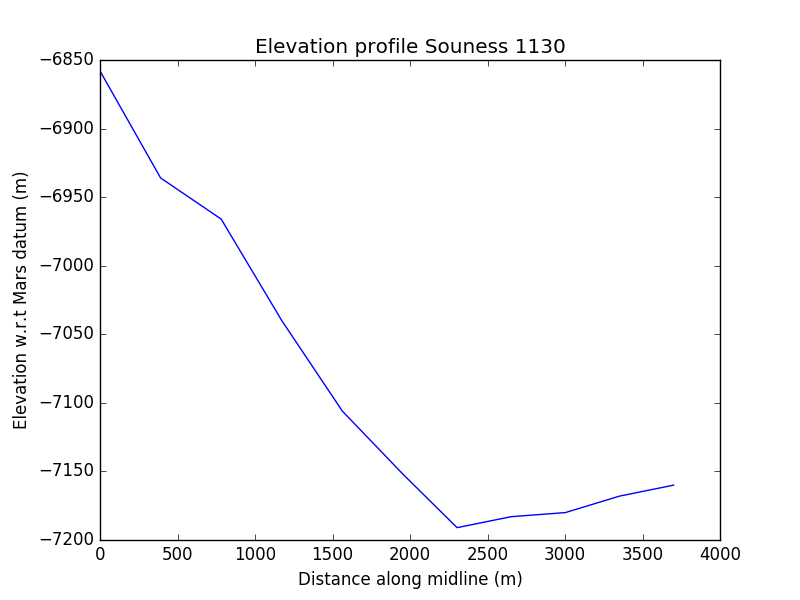 Elevation profile Souness 1130
−6850
−6900
−6950
−7000
−7050
−7100
−7150
−7200
Elevation w.r.t Mars datum (m)
0 500 1000 1500 2000 2500 3000 3500 4000
Distance along midline (m)